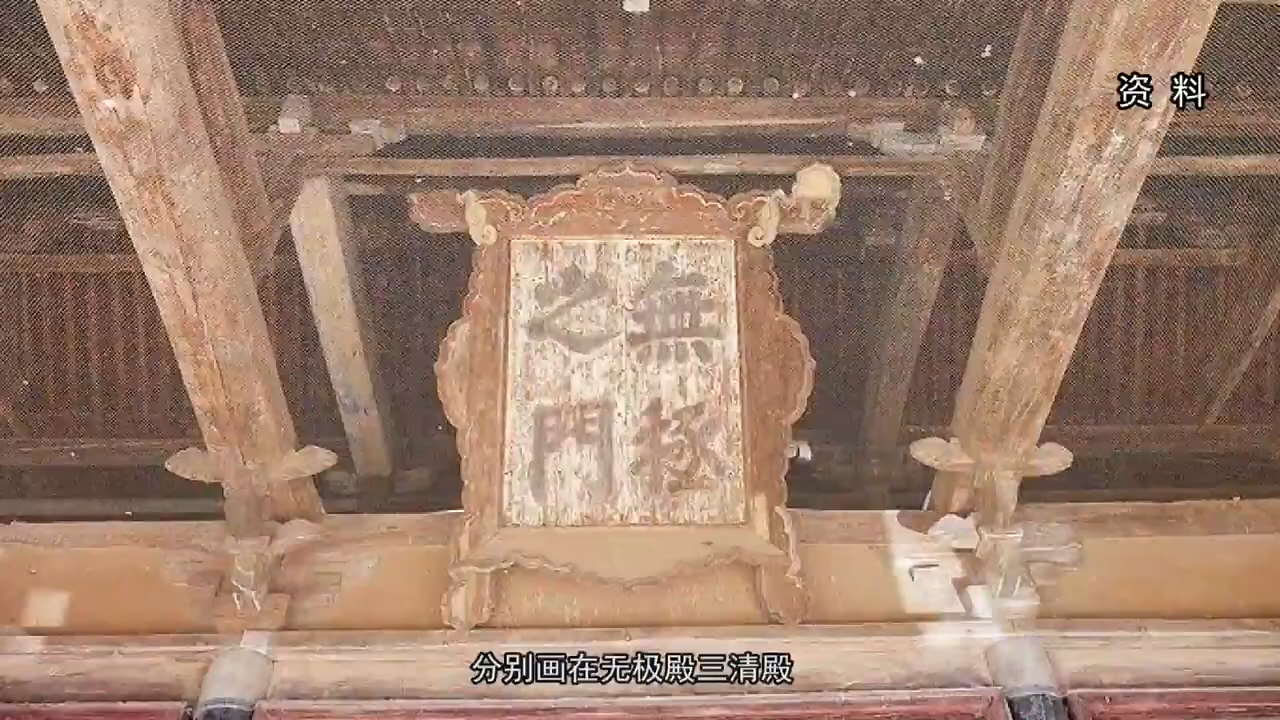 资 料
無極
之門
分别画在无极殿三清殿